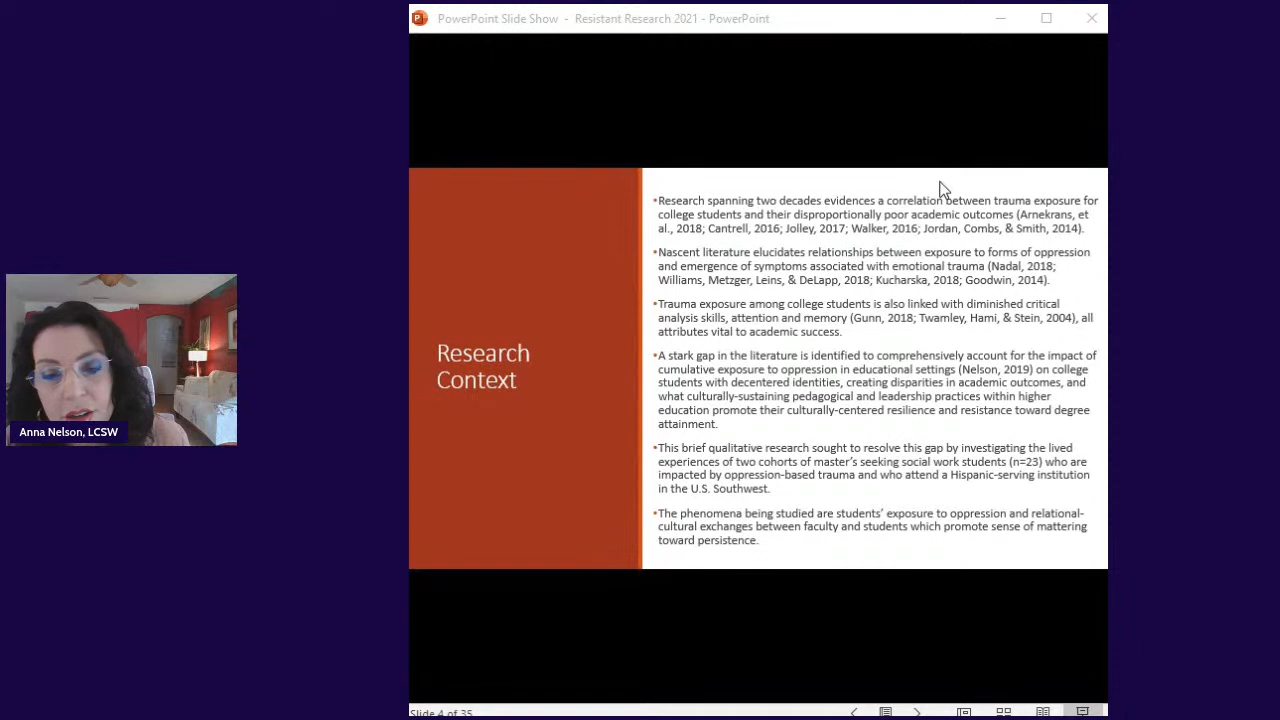 PowerPoint Slide Show - Resistant Research 2021 - PowerPoint
Research
Context
•Research spanning two decades evidences a correlation between trauma exposure for
college students and their disproportionally poor academic outcomes (Arnekrans, et
al., 2018; Cantrell, 2016; Jolley, 2017; Walker, 2016; Jordan, Combs, & Smith, 2014).
•Nascent literature elucidates relationships between exposure to forms of oppression
and emergence of symptoms associated with emotional trauma (Nadal, 2018;
Williams, Metzger, Leins, & DeLapp, 2018; Kucharska, 2018; Goodwin, 2014).
•Trauma exposure among college students is also linked with diminished critical
analysis skills, attention and memory (Gunn, 2018; Twamley, Hami, & Stein, 2004), all
attributes vital to academic success.
•A stark gap in the literature is identified to comprehensively account for the impact of
cumulative exposure to oppression in educational settings (Nelson, 2019) on college
students with decentered identities, creating disparities in academic outcomes, and
what culturally-sustaining pedagogical and leadership practices within higher
education promote their culturally-centered resilience and resistance toward degree
attainment.
•This brief qualitative research sought to resolve this gap by investigating the lived
experiences of two cohorts of master’s seeking social work students (n=23) who are
impacted by oppression-based trauma and who attend a Hispanic-serving institution
in the U.S. Southwest.
•The phenomena being studied are students’ exposure to oppression and relational-
cultural exchanges between faculty and students which promote sense of mattering
toward persistence.
Anna Nelson, LCSW
Slide 4 of 35